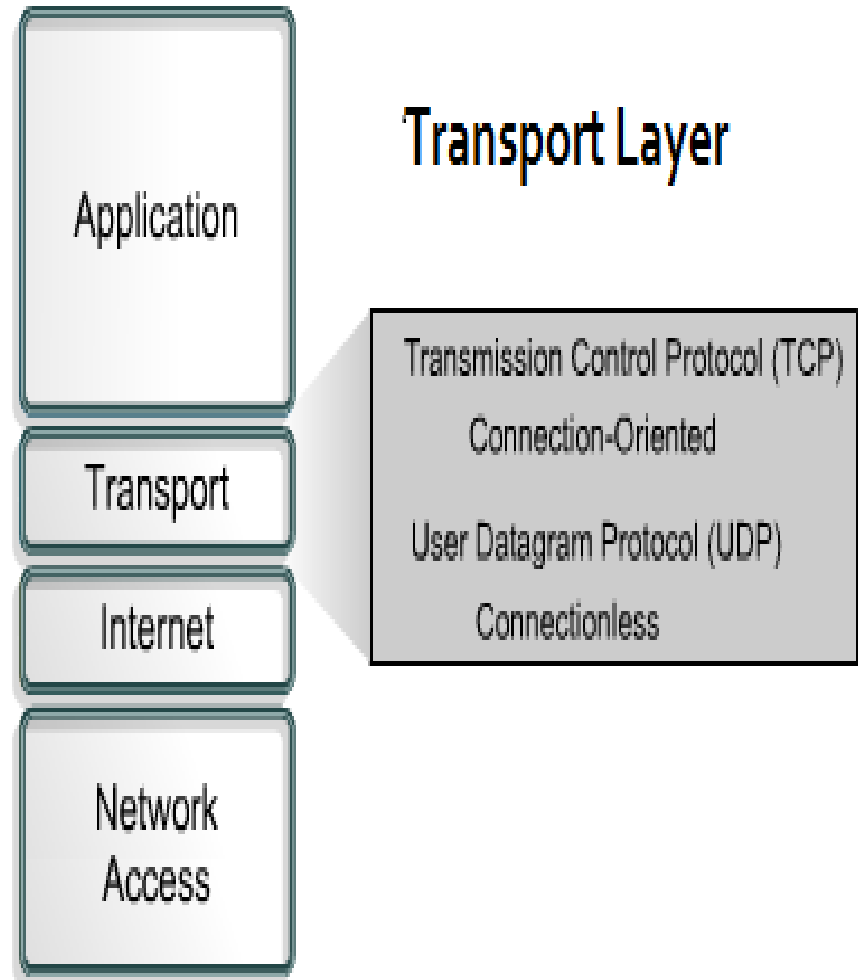 Transport Layer
Application
Transport
Internet
Network
Access
Transmission Control Protocol (TCP)
Connection-Oriented
User Datagram Protocol (UDP)
Connectionless